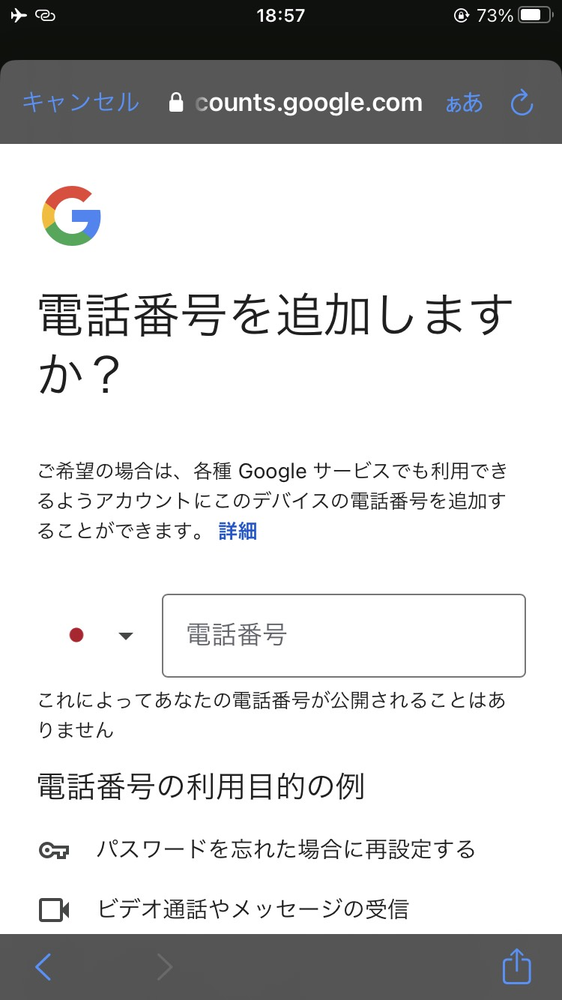 18:57
73%
キャンセル
counts.google.com
ぁあ
電話番号を追加します
か？
ご希望の場合は、各種 Google サービスでも利用でき
るようアカウントにこのデバイスの電話番号を追加す
ることができます。 詳細
電話番号
これによってあなたの電話番号が公開されることはあ
りません
電話番号の利用目的の例
パスワードを忘れた場合に再設定する
ビデオ通話やメッセージの受信